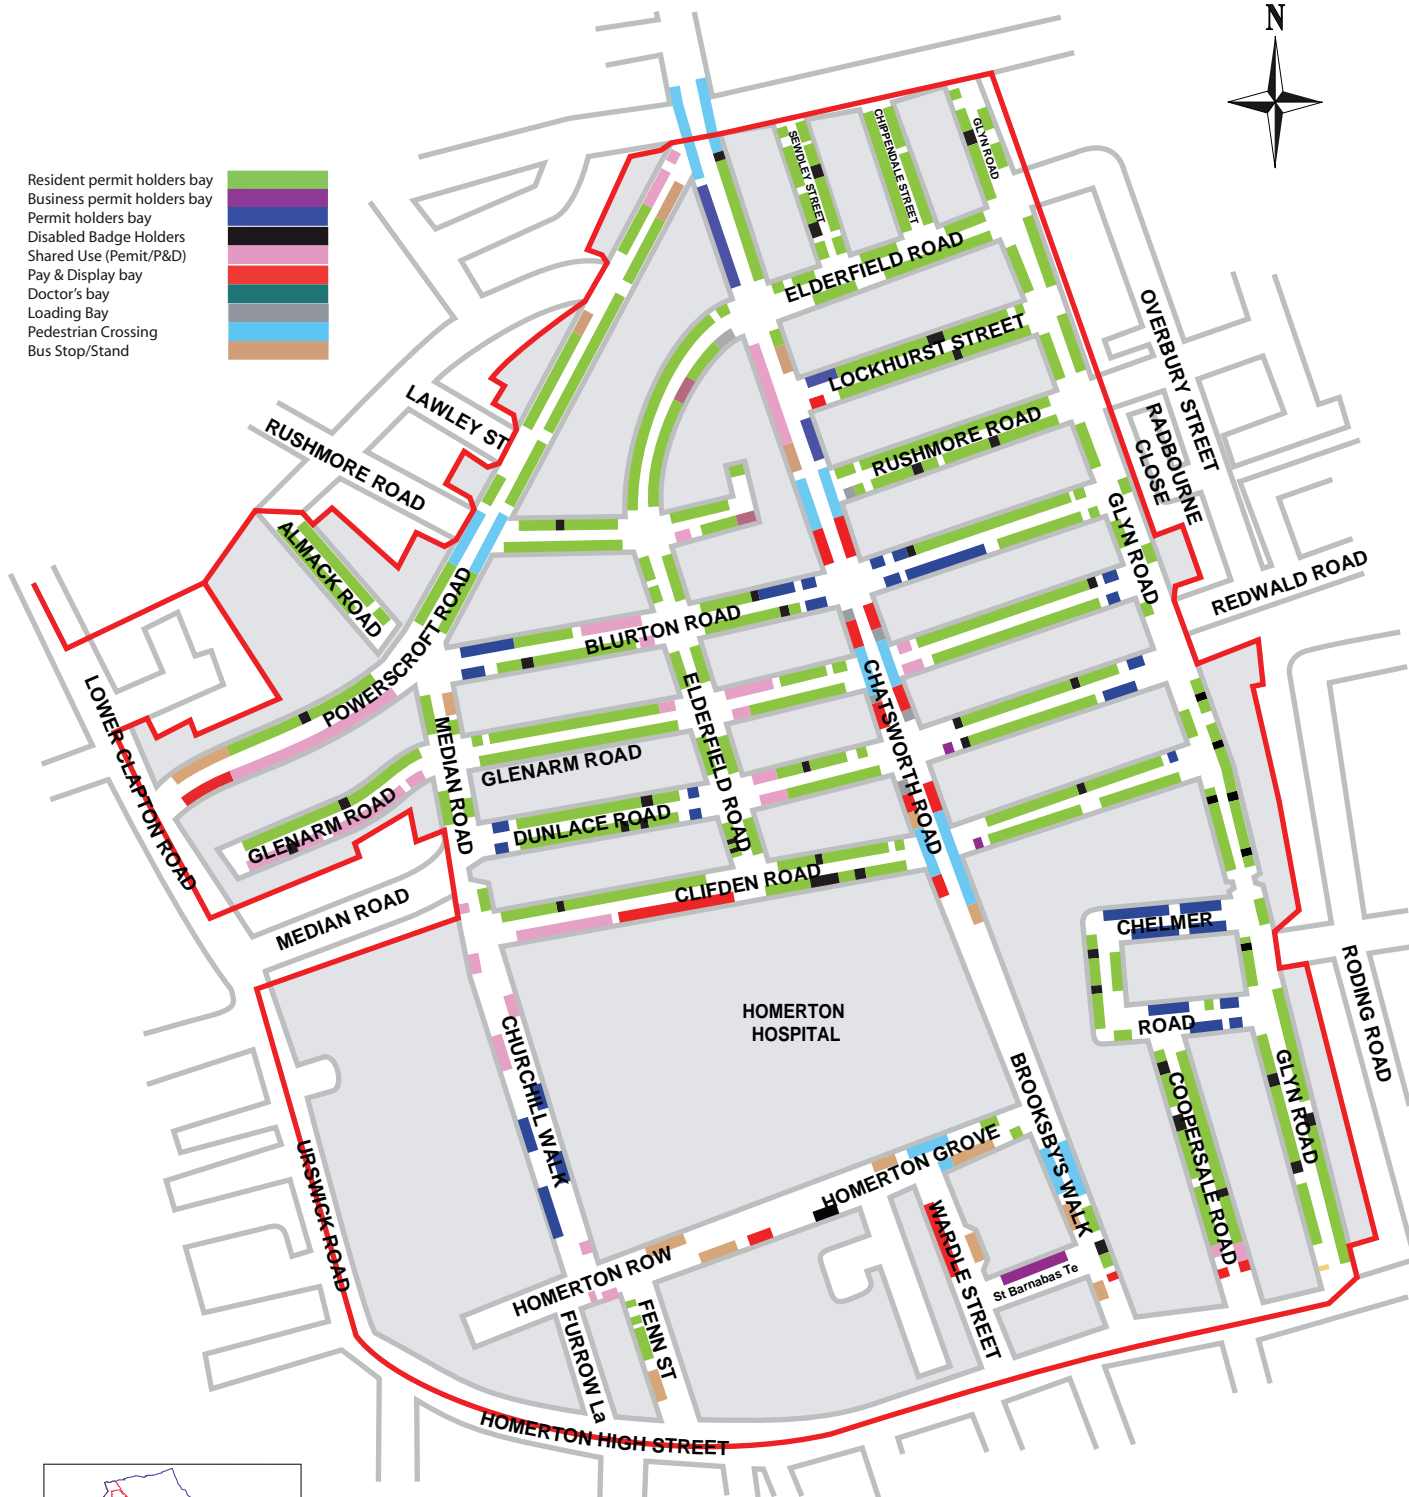 N
Resident permit holders bay
Business permit holders bay
Permit holders bay
Disabled Badge Holders
Shared Use (Pemit/P&D)
Pay & Display bay
Doctor's bay
Loading Bay
Pedestrian Crossing
Bus Stop/Stand
SEWDLEY STREET
CHIPPENDALE STREET
GLYN ROAD
ELDERFIELD ROAD
LOCKHURST STREET
OVERBURY STREET
LAWLEY ST
RUSHMORE ROAD
RUSHMORE ROAD
RADBOURNE
CLOSE
GLYN ROAD
ALMACK ROAD
REDWALD ROAD
BLURTON ROAD
POWERSCROFT ROAD
LOWER CLAPTON ROAD
ELDERFIELD ROAD
CHATSWORTH ROAD
MEDIAN ROAD
GLENARM ROAD
GLENARM ROAD
DUNLACE ROAD
CLIFDEN ROAD
MEDIAN ROAD
CHELMER
ROAD
RODING ROAD
HOMERTON
HOSPITAL
CHURCHILL WALK
BROOKSBY'S WALK
COOPERSALE ROAD
GLYN ROAD
URSWICK ROAD
HOMERTON GROVE
WARDLE STREET
St Barnabas Te
HOMERTON ROW
FURROW La
FENN ST
HOMERTON HIGH STREET